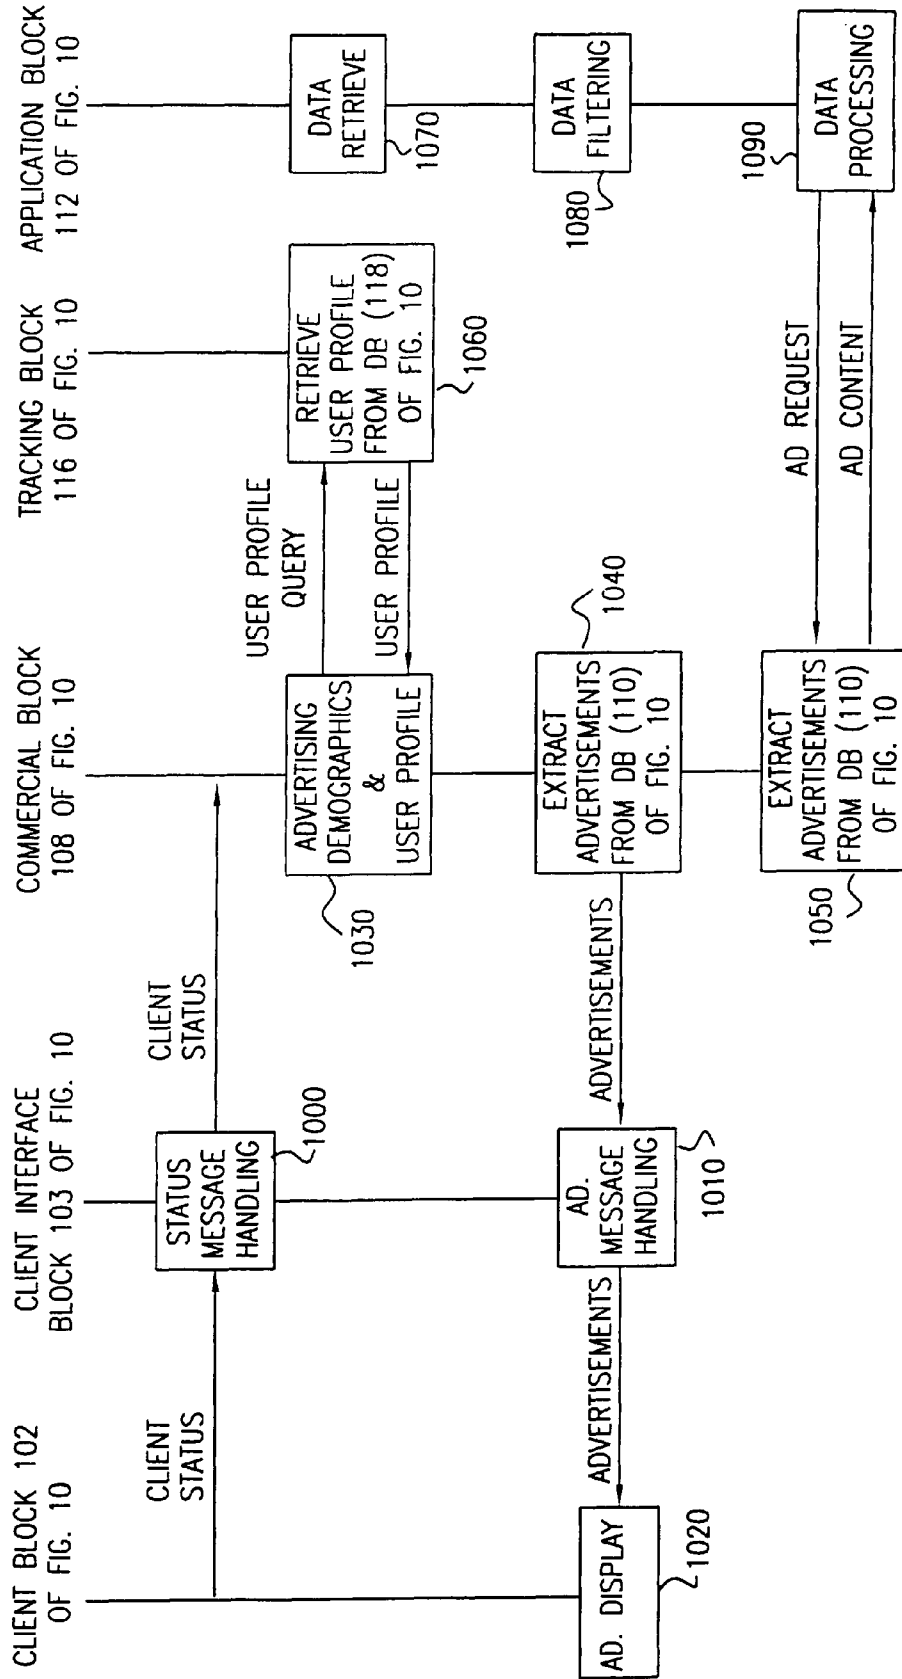 CLIENT BLOCK 102
OF FIG. 10
CLIENT INTERFACE
BLOCK 103 OF FIG. 10
COMMERCIAL BLOCK
108 OF FIG. 10
TRACKING BLOCK
116 OF FIG. 10
APPLICATION BLOCK
112 OF FIG. 10
CLIENT
STATUS
STATUS
MESSAGE
HANDLING
1000
CLIENT
STATUS
ADVERTISING
DEMOGRAPHICS
&
USER PROFILE
1030
USER PROFILE
QUERY
USER PROFILE
RETRIEVE
USER PROFILE
FROM DB (118)
OF FIG. 10
1060
DATA
RETRIEVE
1070
AD. DISPLAY
1020
ADVERTISEMENTS
AD.
MESSAGE
HANDLING
1010
ADVERTISEMENTS
EXTRACT
ADVERTISEMENTS
FROM DB (110)
OF FIG. 10
1040
DATA
FILTERING
1080
EXTRACT
ADVERTISEMENTS
FROM DB (110)
OF FIG. 10
1050
AD REQUEST
AD CONTENT
DATA
PROCESSING
1090